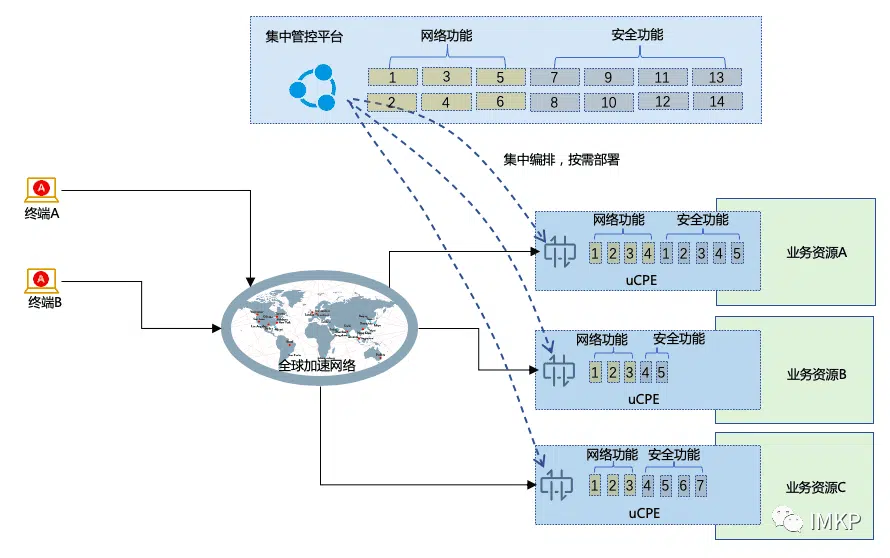 集中管控平台
网络功能
安全功能
1 3 5 7 9 11 13
2 4 6 8 10 12 14
集中编排，按需部署
A
终端A
A
终端B
全球加速网络
网络功能 安全功能
1 2 3 4 1 2 3 4 5
uCPE
业务资源A
网络功能 安全功能
1 2 3 4 5
uCPE
业务资源B
网络功能 安全功能
1 2 3 4 5 6 7
uCPE
业务资源C
IMKP